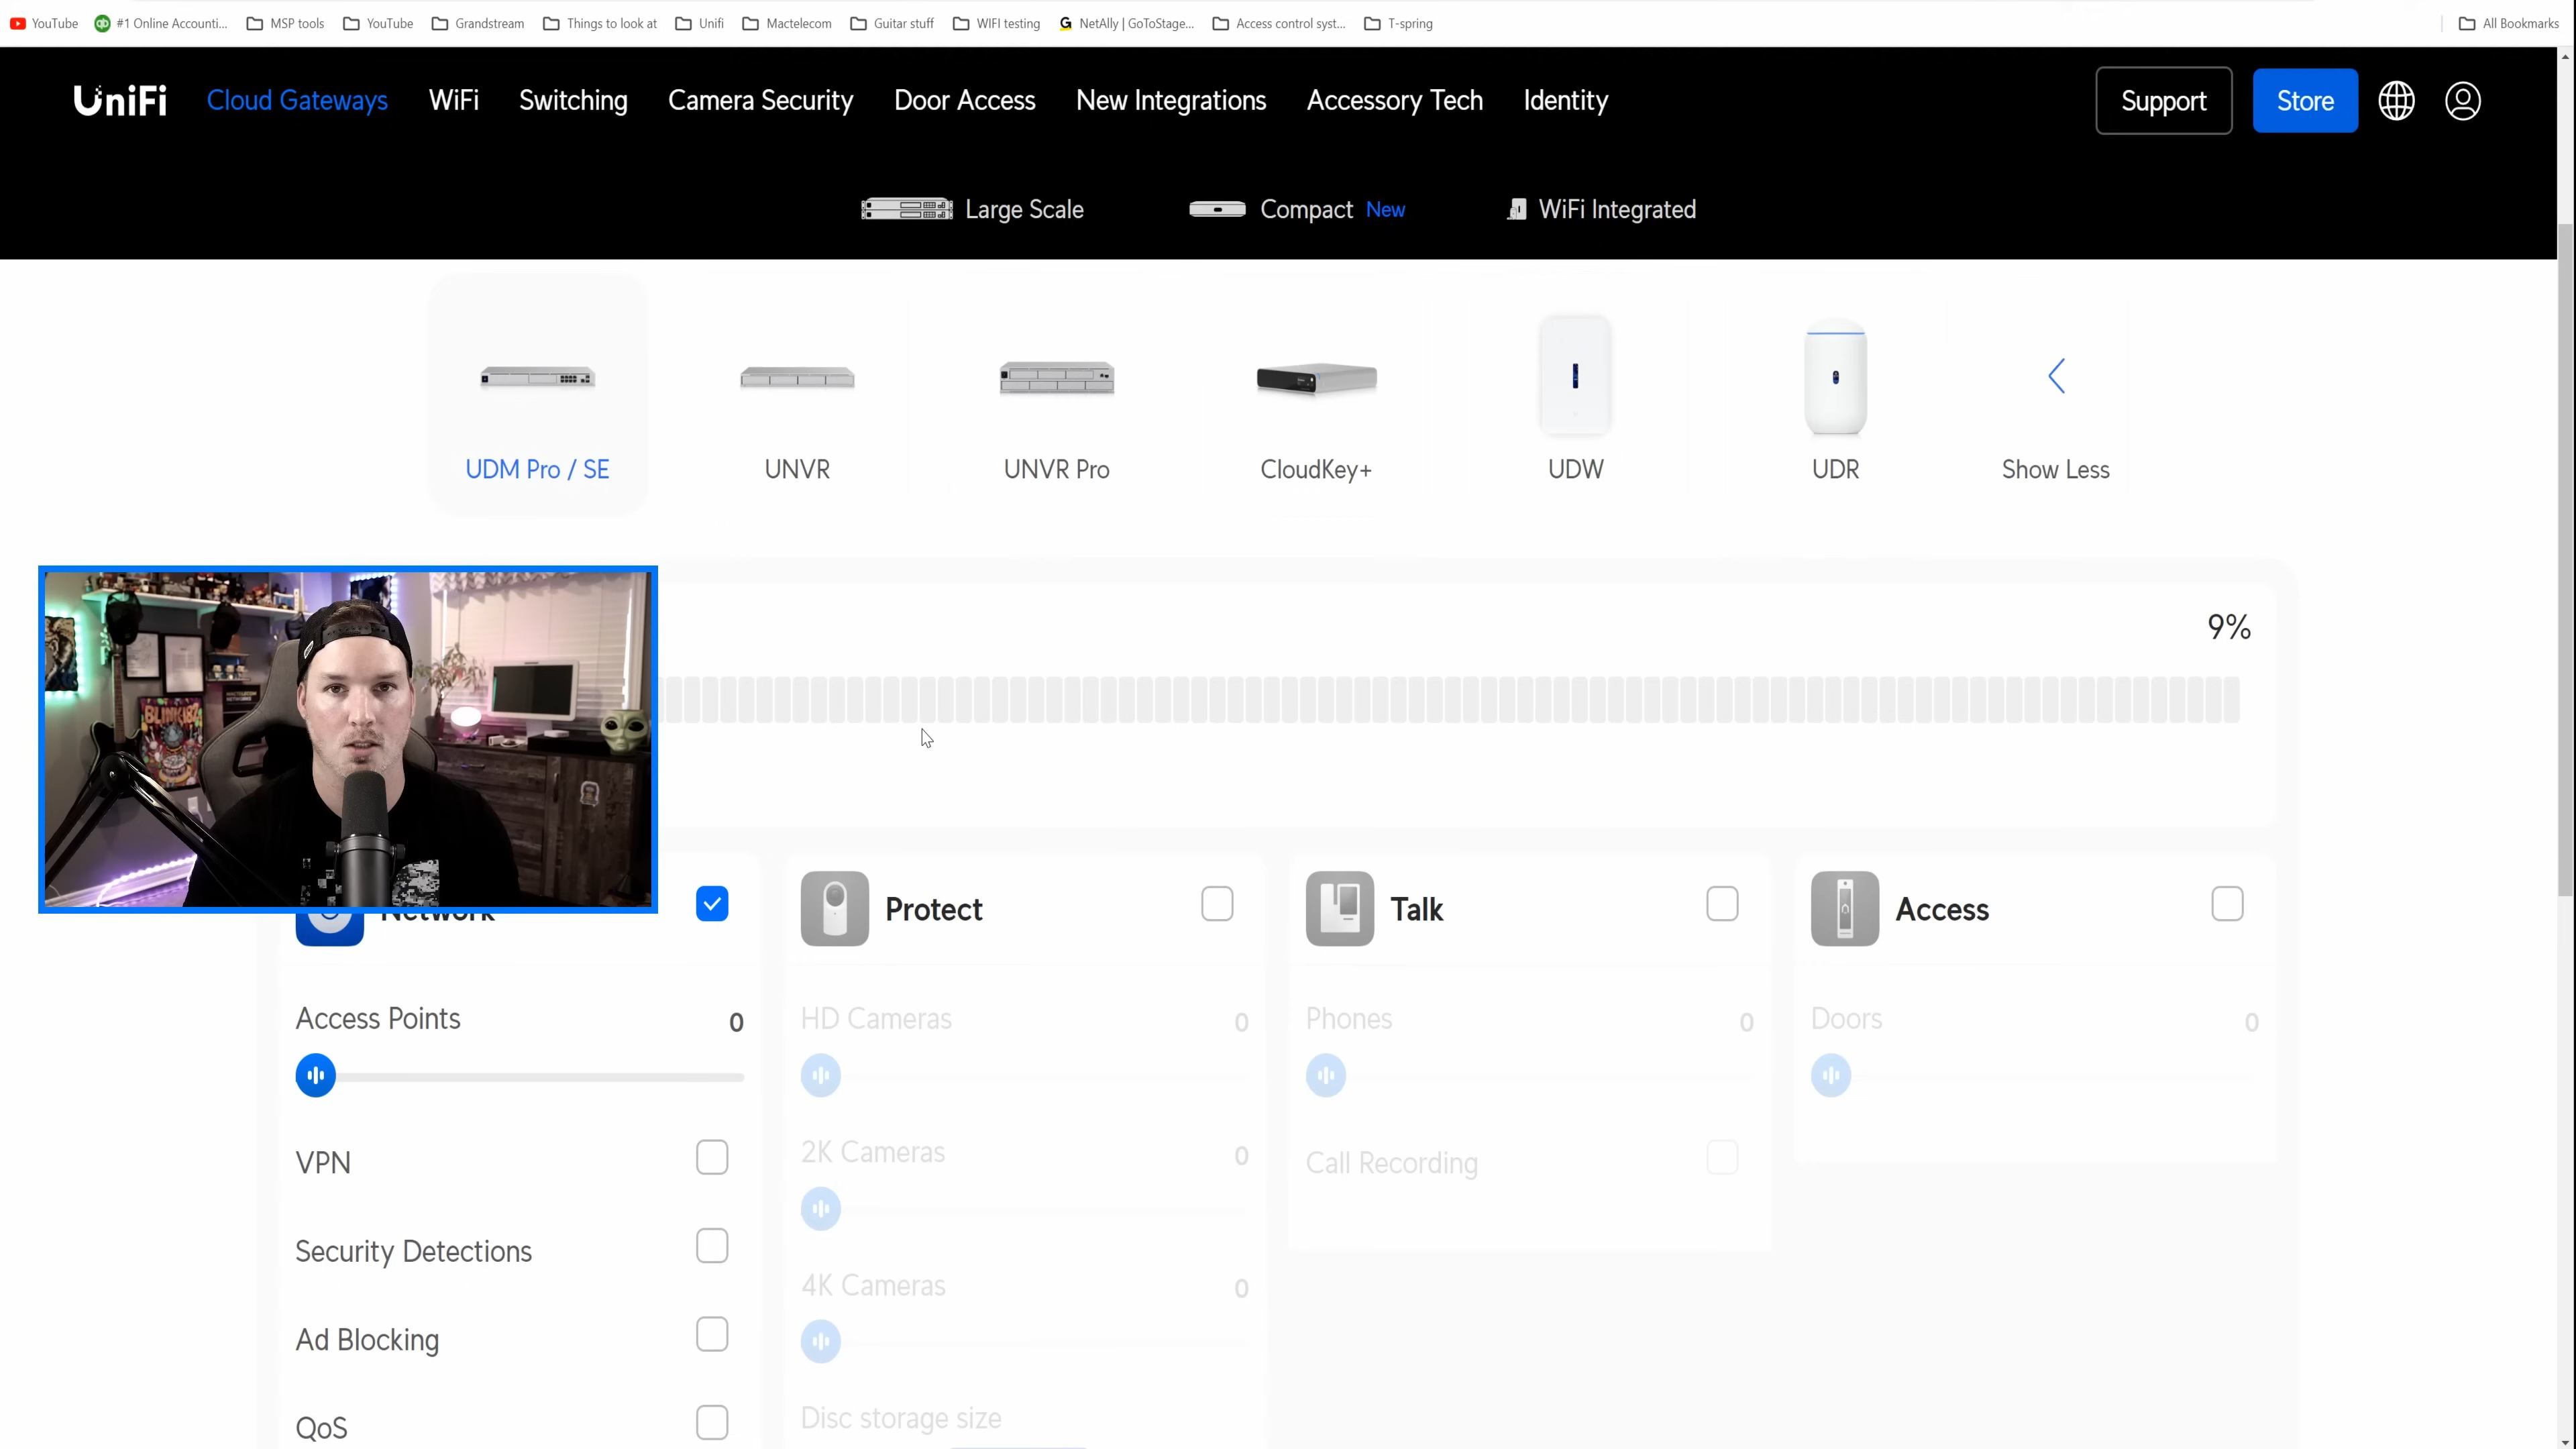 YouTube #1 Online Accounti... MSP tools YouTube Grandstream Things to look at Unifi Mactelecom Guitar stuff WIFI testing NetAlly | GoToStage... Access control syst... T-spring All Bookmarks
UniFi Cloud Gateways WiFi Switching Camera Security Door Access New Integrations Accessory Tech Identity Support Store
Large Scale Compact New WiFi Integrated
UDM Pro / SE UNVR UNVR Pro CloudKey+ UDW UDR Show Less
9%
BLINK182
Network Protect Talk Access
Access Points 0 HD Cameras 0 Phones 0 Doors 0
VPN 2K Cameras 0 Call Recording
Security Detections
Ad Blocking 4K Cameras 0
QoS Disc storage size